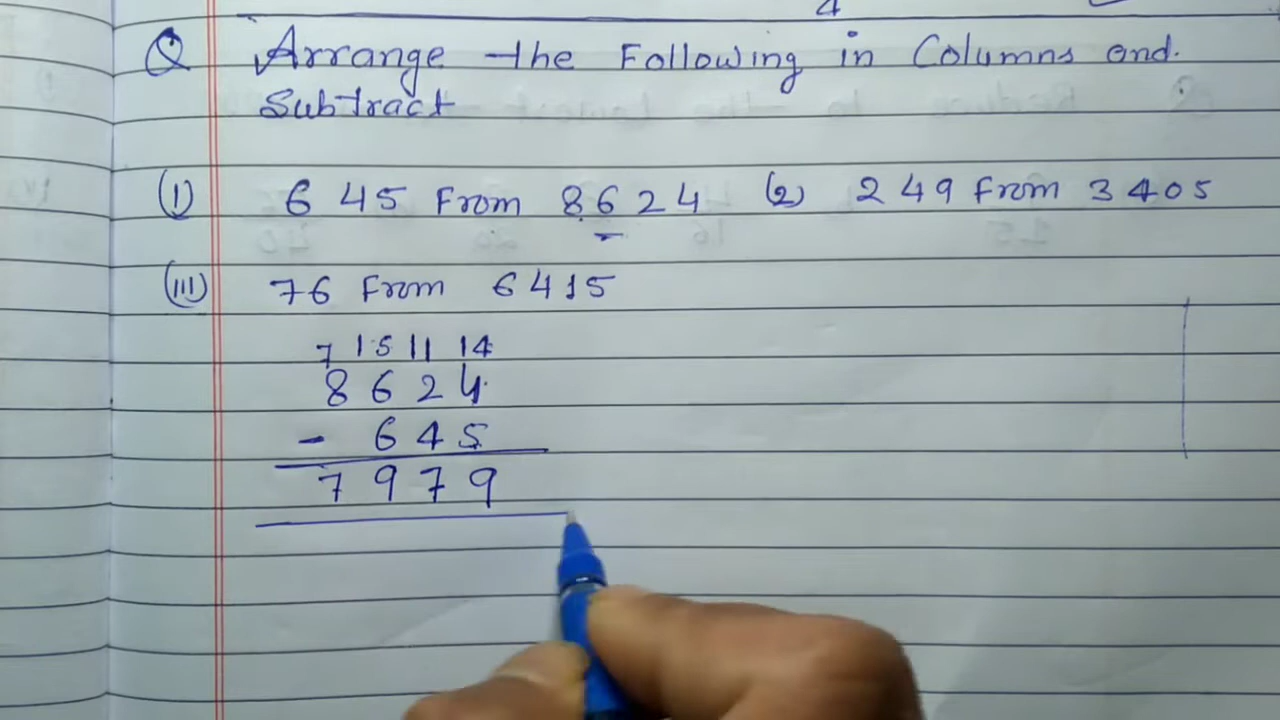 4
Q Arrange the Following in Columns and.
Subtract
(I) 645 From 8624 (2) 249 From 3405
(III) 76 From 6415
7 15 11 14
8624
- 645
7979